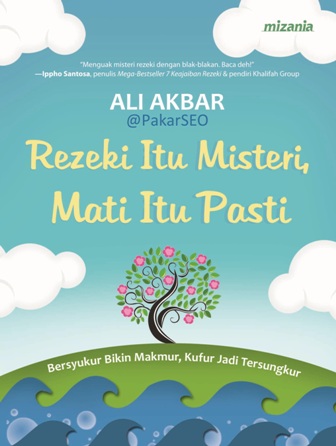 mizania
"Menguak misteri rezeki dengan blak-blakan. Baca deh!"
—Ippho Santosa, penulis Mega-Bestseller 7 Keajaiban Rezeki & pendiri Khalifah Group
ALI AKBAR
@PakarSEO
Rezeki Itu Misteri,
Mati Itu Pasti
Bersyukur Bikin Makmur, Kufur Jadi Tersungkur